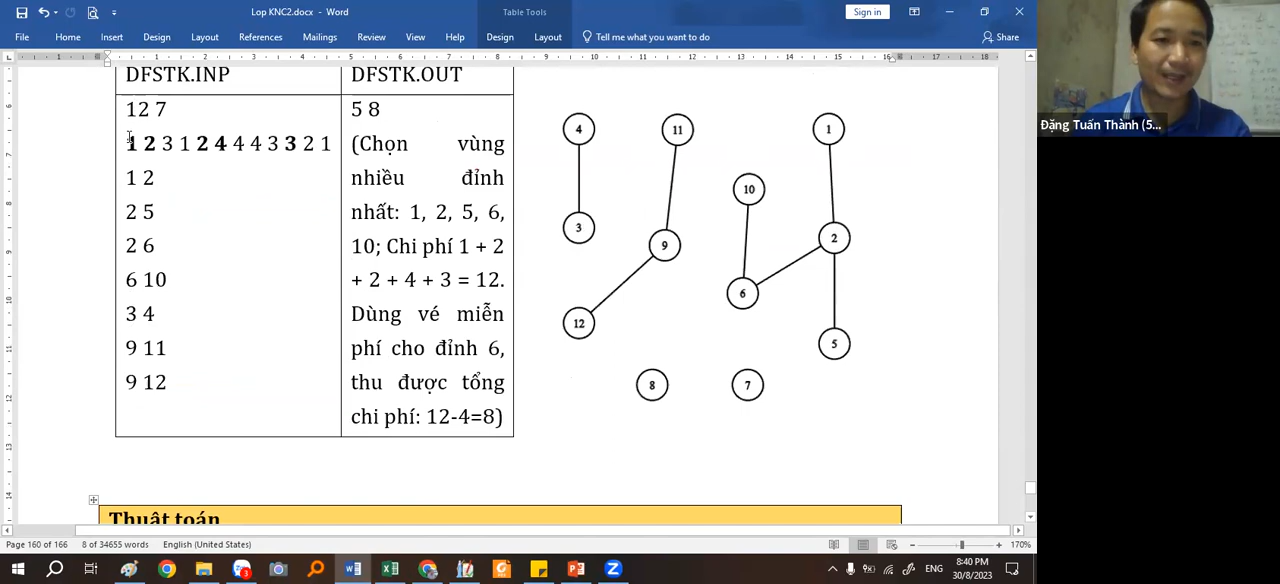 Lop KNC2.docx - Word
Table Tools
Sign in
File Home Insert Design Layout References Mailings Review View Help Design Layout Tell me what you want to do Share
DFSTK.INP DFSTK.OUT
12 7
1 2 3 1 2 4 4 4 3 3 2 1
1 2
2 5
2 6
6 10
3 4
9 11
9 12
5 8
(Chọn vùng
nhiều đỉnh
nhất: 1, 2, 5, 6,
10; Chi phí 1 + 2
+ 2 + 4 + 3 = 12.
Dùng vé miễn
phí cho đỉnh 6,
thu được tổng
chi phí: 12-4=8)
4 11 1
10
3 9 2
6
12 5
8 7
Thuật toán
Đặng Tuấn Thành (5...
Page 160 of 166 8 of 34655 words English (United States) 170%
ENG
8:40 PM
30/8/2023